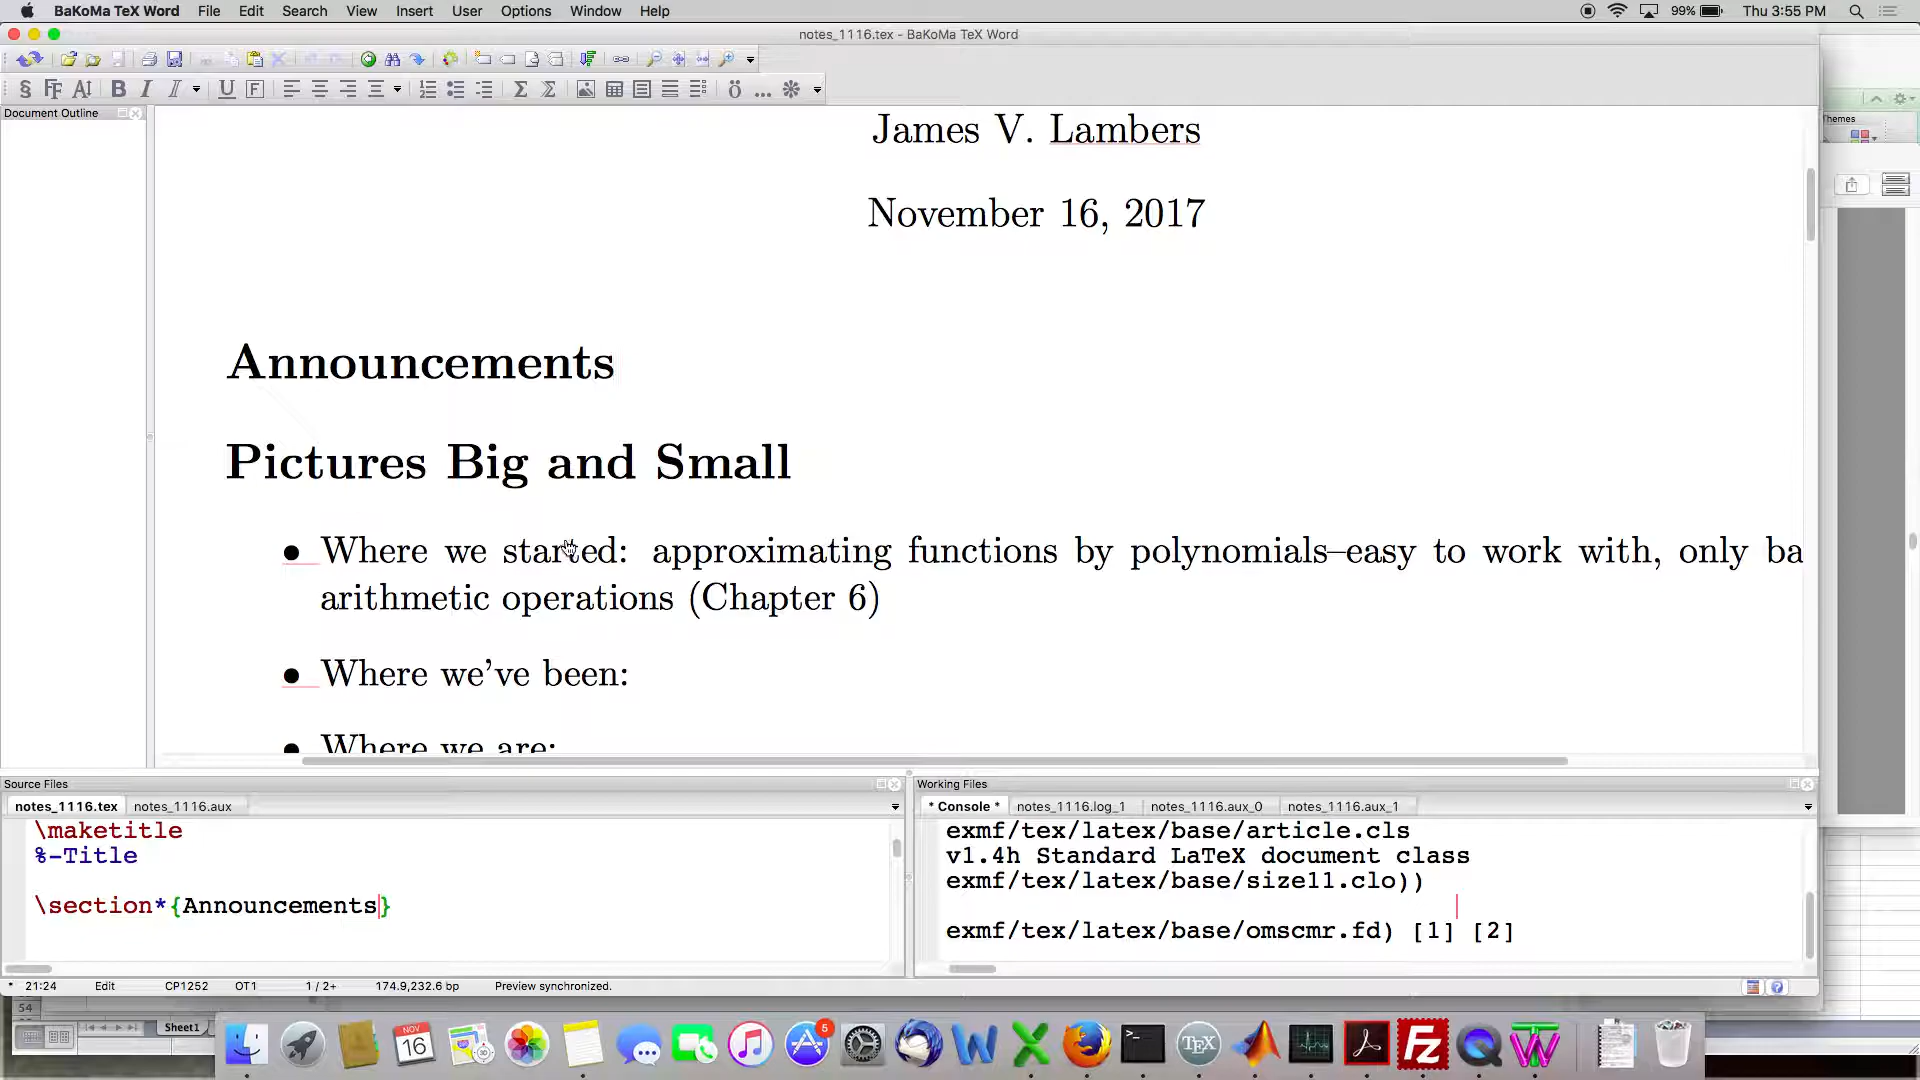 BaKoMa TeX Word File Edit Search View Insert User Options Window Help 99% Thu 3:55 PM
notes_1116.tex - BaKoMa TeX Word
Document Outline
Themes
James V. Lambers
November 16, 2017
Announcements
Pictures Big and Small
• Where we started: approximating functions by polynomials–easy to work with, only ba
arithmetic operations (Chapter 6)
• Where we've been:
• Where we are:
Source Files
notes_1116.tex notes_1116.aux
\maketitle
%-Title
\section*{Announcements}
Working Files
* Console * notes_1116.log_1 notes_1116.aux_0 notes_1116.aux_1
exmf/tex/latex/base/article.cls
v1.4h Standard LaTeX document class
exmf/tex/latex/base/size11.clo))
exmf/tex/latex/base/omscmr.fd) [1] [2]
* 21:24 Edit CP1252 OT1 1 / 2+ 174.9,232.6 bp Preview synchronized.
54
Sheet1
NOV
16
5
TEX